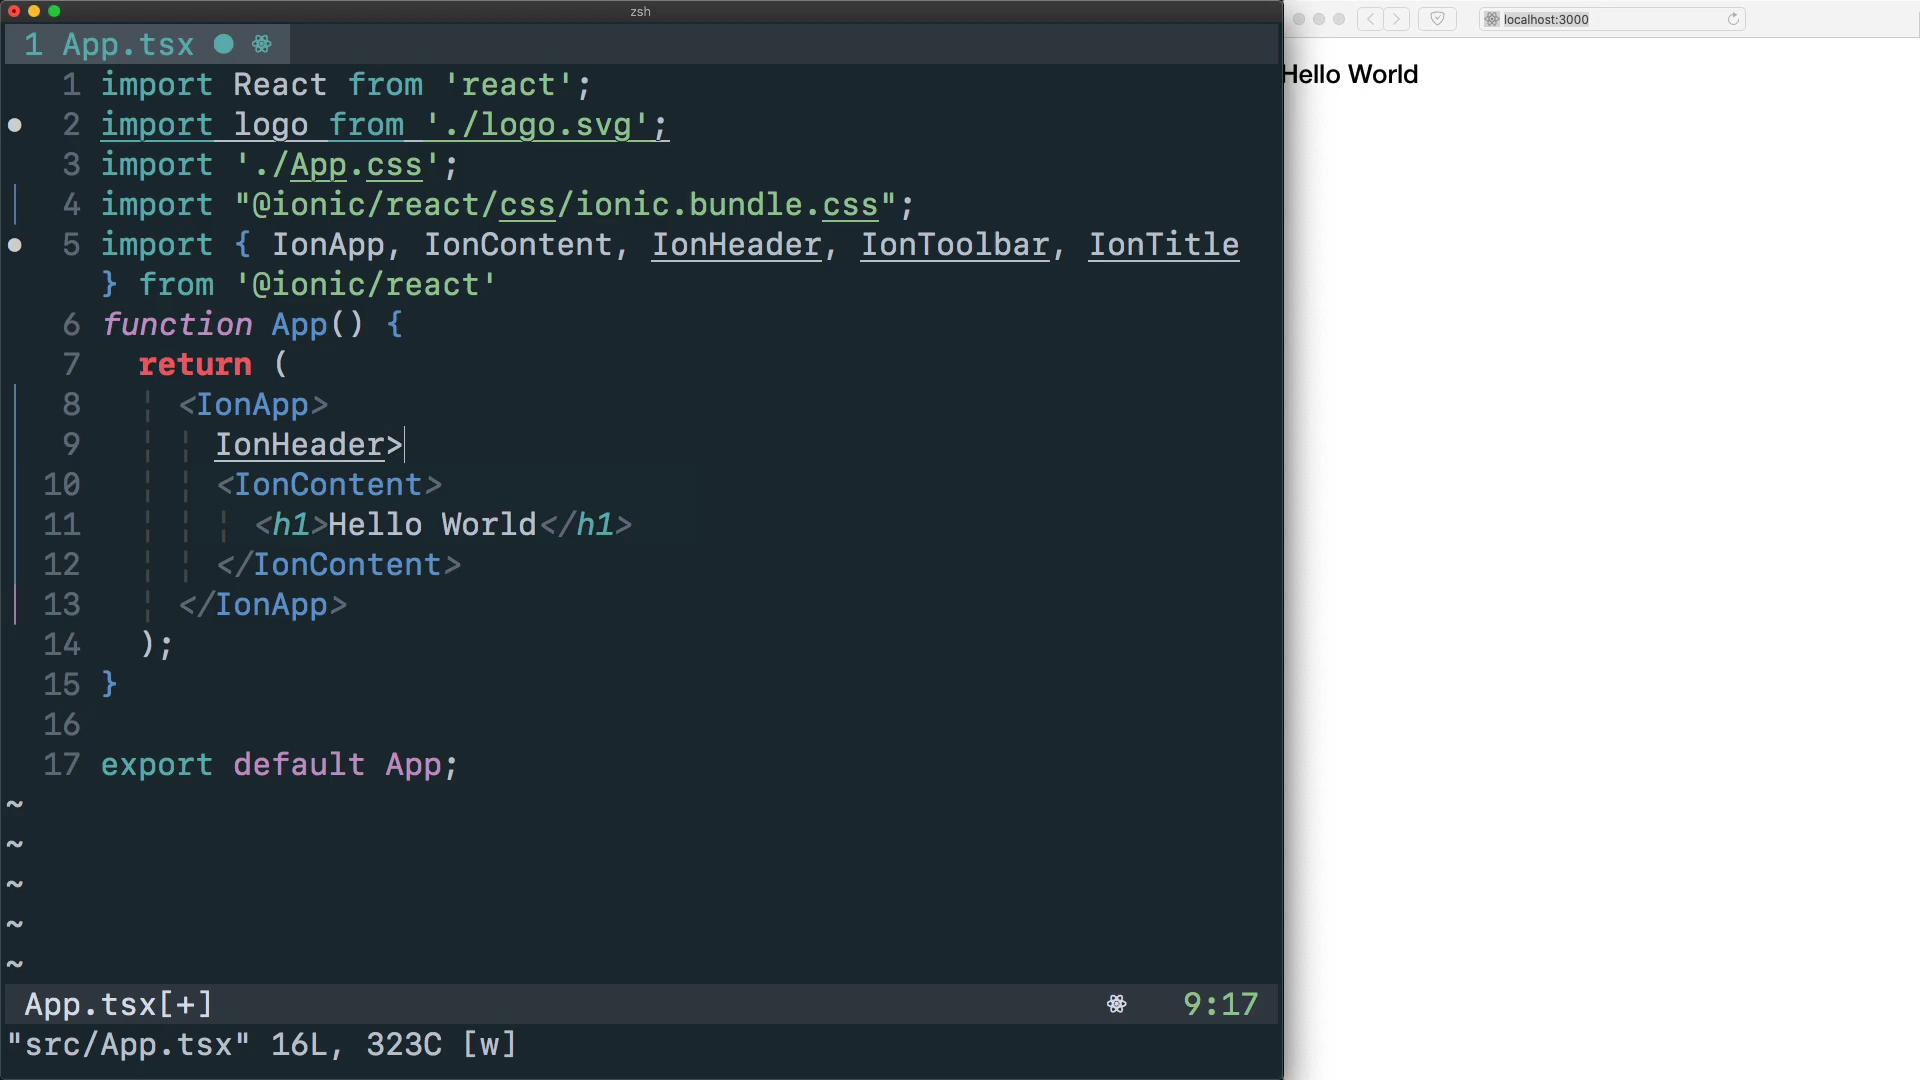 zsh
1 App.tsx
1 import React from 'react';
2 import logo from './logo.svg';
3 import './App.css';
4 import "@ionic/react/css/ionic.bundle.css";
5 import { IonApp, IonContent, IonHeader, IonToolbar, IonTitle
} from '@ionic/react'
6 function App() {
7 return (
8 <IonApp>
9 IonHeader>
10 <IonContent>
11 <h1>Hello World</h1>
12 </IonContent>
13 </IonApp>
14 );
15 }
16
17 export default App;
~
~
~
~
~
App.tsx[+] 9:17
"src/App.tsx" 16L, 323C [w]
localhost:3000
Hello World